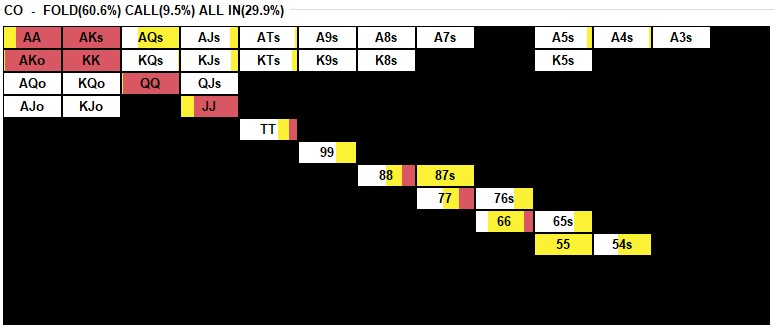 CO - FOLD(60.6%) CALL(9.5%) ALL IN(29.9%)
AA AKs AQs AJs ATs A9s A8s A7s A5s A4s A3s
AKo KK KQs KJs KTs K9s K8s K5s
AQo KQo QQ QJs
AJo KJo JJ
TT
99
88 87s
77 76s
66 65s
55 54s